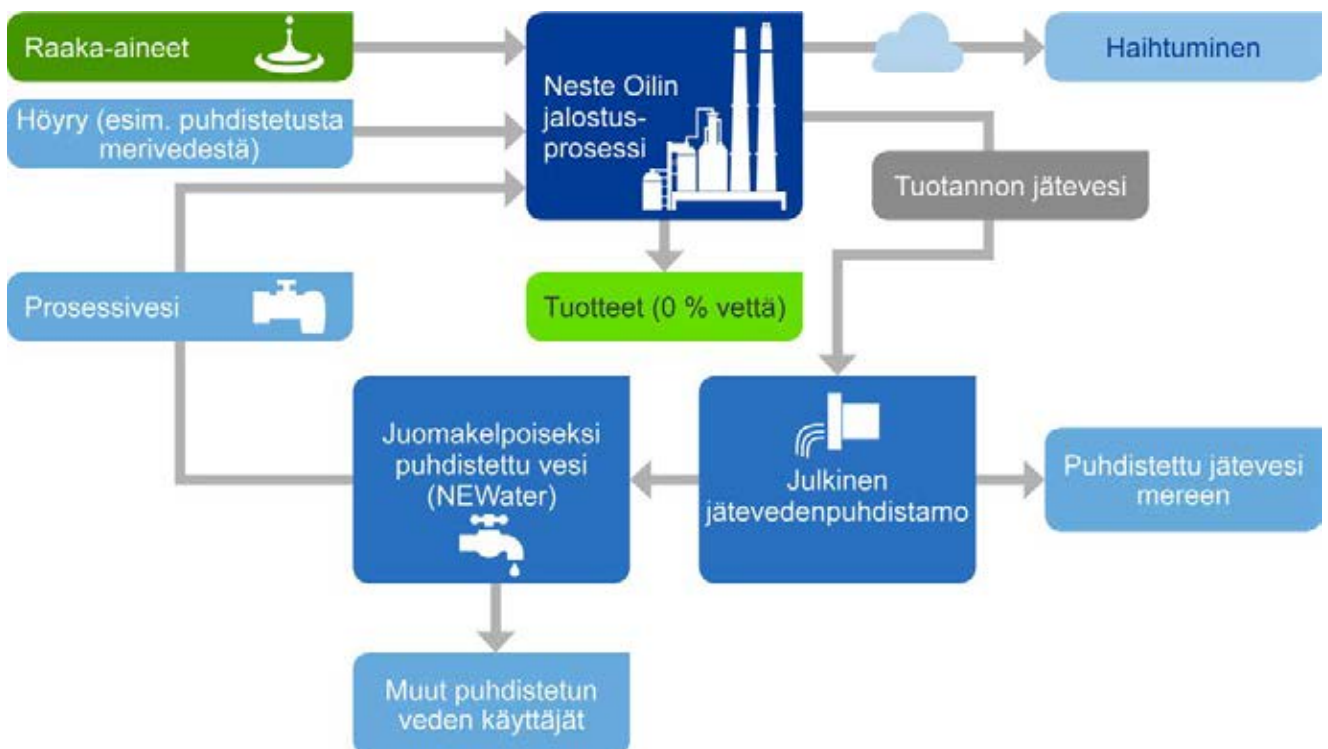 Raaka-aineet
Höyry (esim. puhdistetusta
merivedestä)
Neste Oilin
jalostus-
prosessi
Haihtuminen
Tuotannon jätevesi
Prosessivesi
Tuotteet (0 % vettä)
Juomakelpoiseksi
puhdistettu vesi
(NEWater)
Julkinen
jätevedenpuhdistamo
Puhdistettu jätevesi
mereen
Muut puhdistetun
veden käyttäjät